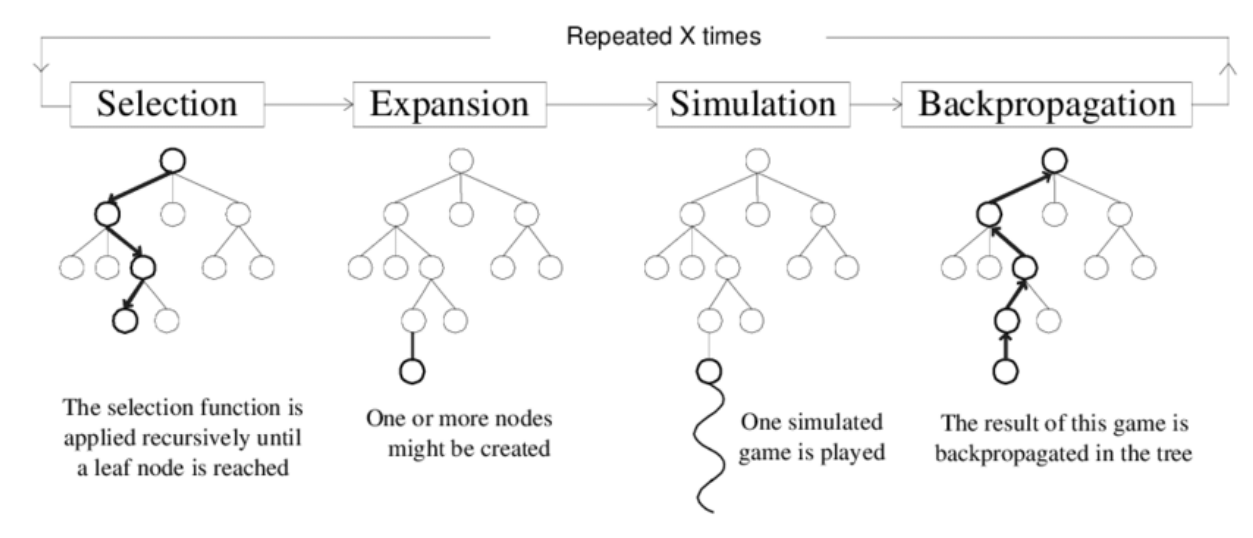 Repeated X times
Selection
Expansion
Simulation
Backpropagation
The selection function is
applied recursively until
a leaf node is reached
One or more nodes
might be created
One simulated
game is played
The result of this game is
backpropagated in the tree